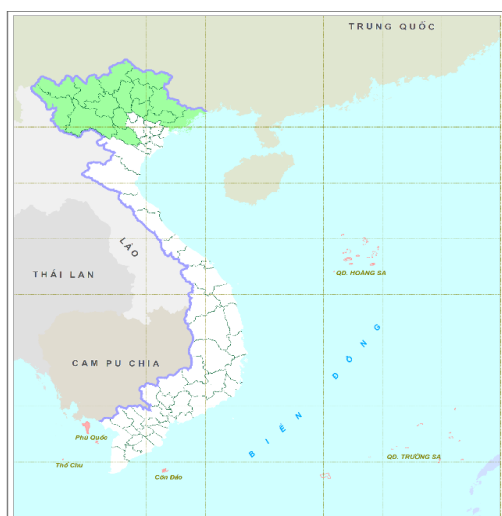 TRUNG QUỐC
LÀO
QĐ. HOÀNG SA
THÁI LAN
BIỂN ĐÔNG
CAM PU CHIA
Phú Quốc
QĐ. TRƯỜNG SA
Thổ Chu
Côn Đảo